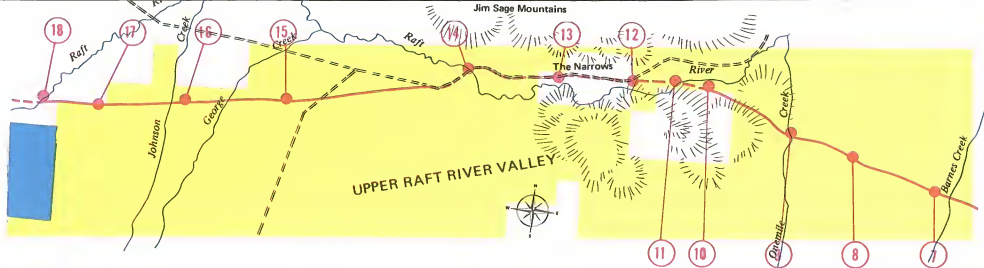 Jim Sage Mountains
18
17
16
15
14
13
12
Raft
Creek
Creek
Raft
The Narrows
River
Johnson
George
Creek
UPPER RAFT RIVER VALLEY
Barnes Creek
N
W
E
S
Onemile
11
10
8
7